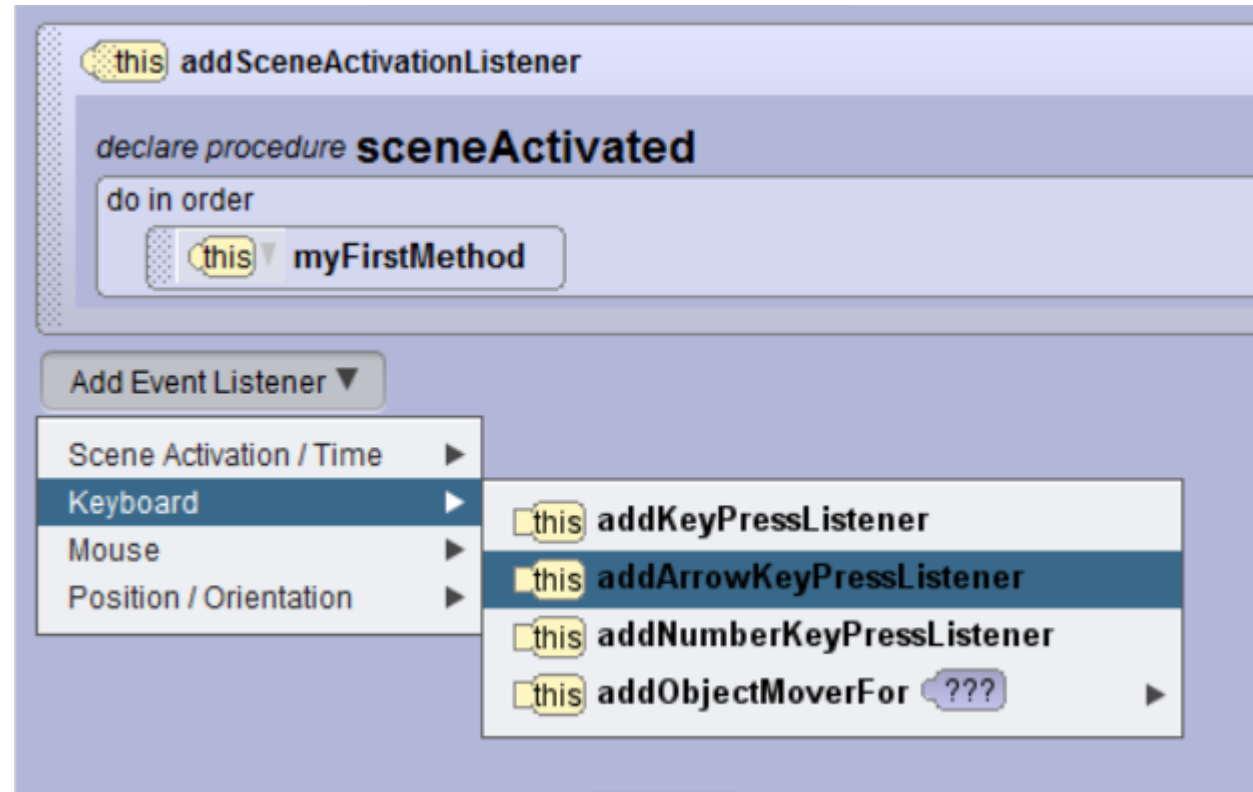 this addSceneActivationListener
declare procedure sceneActivated
do in order
this myFirstMethod
Add Event Listener ▼
Scene Activation / Time
Keyboard
Mouse
Position / Orientation
this addKeyPressListener
this addArrowKeyPressListener
this addNumberKeyPressListener
this addObjectMoverFor ???